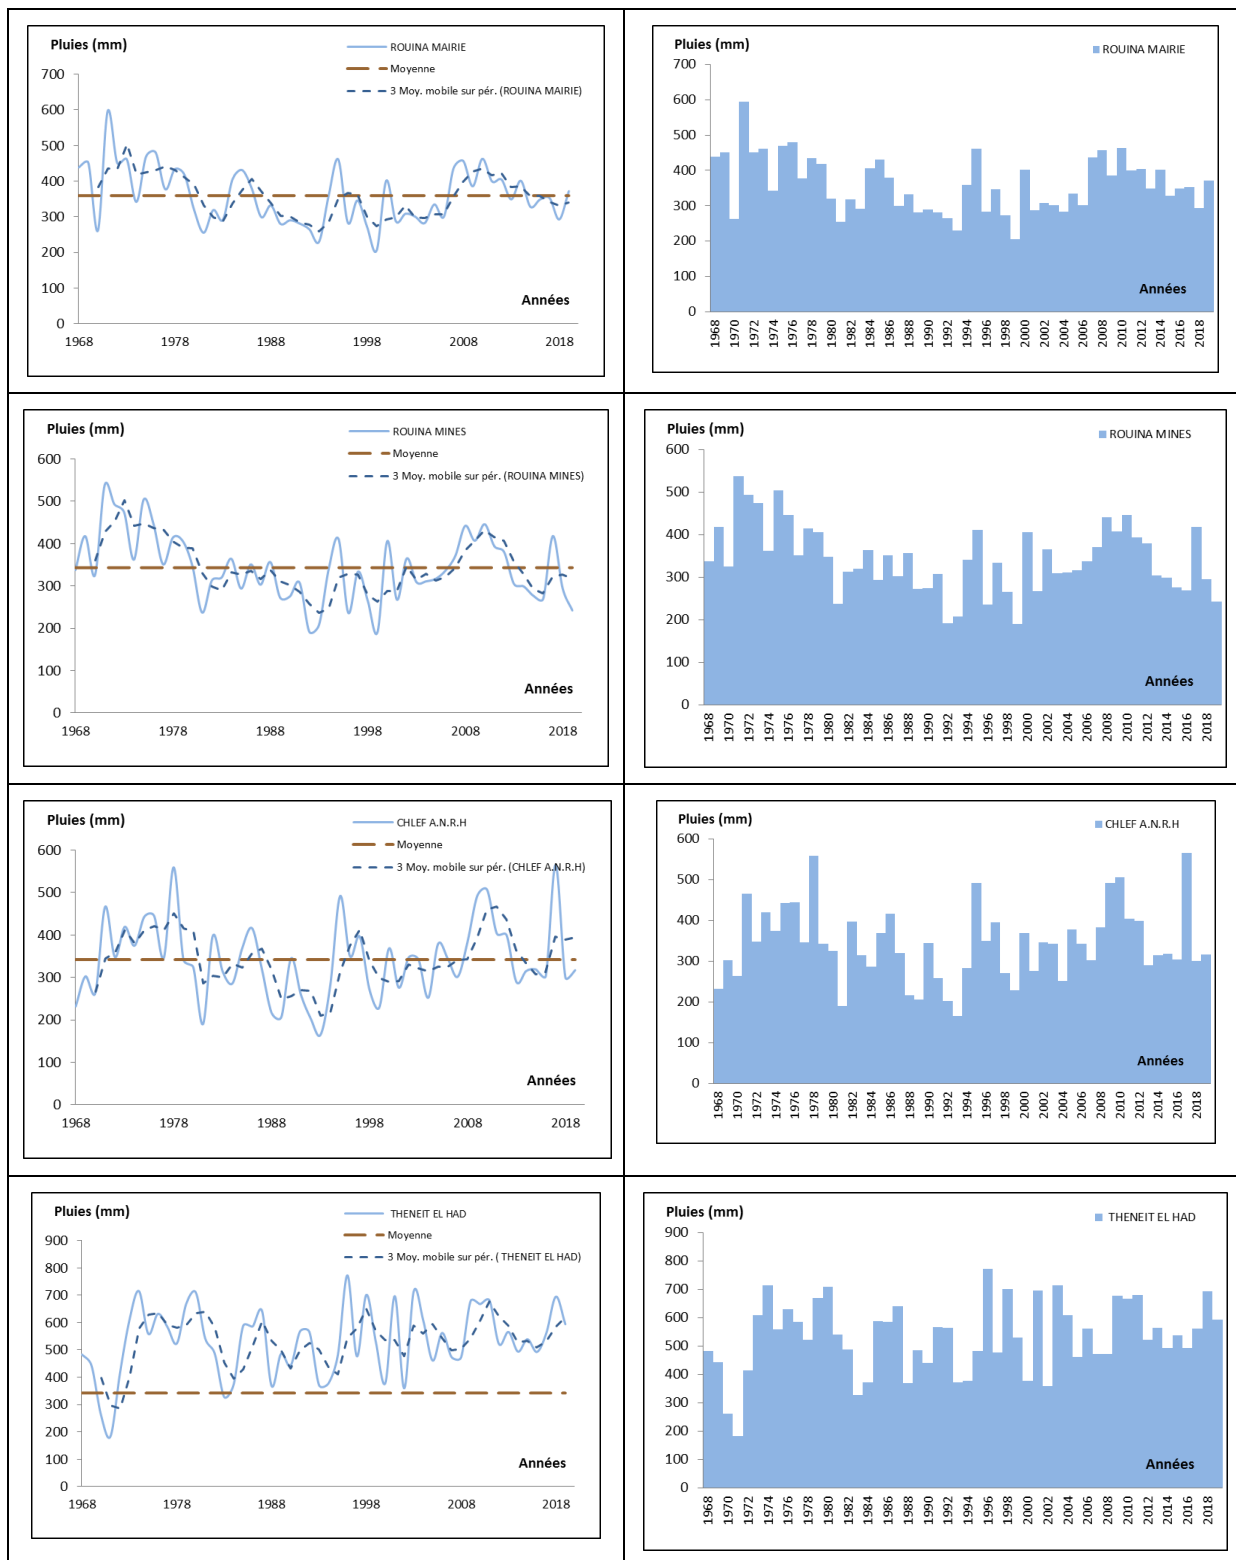 Pluies (mm)
ROUINA MAIRIE
Moyenne
3 Moy. mobile sur pér. (ROUINA MAIRIE)
700
600
500
400
300
200
100
0
Années
1968 1978 1988 1998 2008 2018
Pluies (mm)
ROUINA MAIRIE
700
600
500
400
300
200
100
0
Années
1968 1970 1972 1974 1976 1978 1980 1982 1984 1986 1988 1990 1992 1994 1996 1998 2000 2002 2004 2006 2008 2010 2012 2014 2016 2018
Pluies (mm)
ROUINA MINES
Moyenne
3 Moy. mobile sur pér. (ROUINA MINES)
600
500
400
300
200
100
0
Années
1968 1978 1988 1998 2008 2018
Pluies (mm)
ROUINA MINES
600
500
400
300
200
100
0
Années
1968 1970 1972 1974 1976 1978 1980 1982 1984 1986 1988 1990 1992 1994 1996 1998 2000 2002 2004 2006 2008 2010 2012 2014 2016 2018
Pluies (mm)
CHLEF A.N.R.H
Moyenne
3 Moy. mobile sur pér. (CHLEF A.N.R.H)
600
500
400
300
200
100
0
Années
1968 1978 1988 1998 2008 2018
Pluies (mm)
CHLEF A.N.R.H
600
500
400
300
200
100
0
Années
1968 1970 1972 1974 1976 1978 1980 1982 1984 1986 1988 1990 1992 1994 1996 1998 2000 2002 2004 2006 2008 2010 2012 2014 2016 2018
Pluies (mm)
THENEIT EL HAD
Moyenne
3 Moy. mobile sur pér. ( THENEIT EL HAD)
900
800
700
600
500
400
300
200
100
0
Années
1968 1978 1988 1998 2008 2018
Pluies (mm)
THENEIT EL HAD
900
800
700
600
500
400
300
200
100
0
Années
1968 1970 1972 1974 1976 1978 1980 1982 1984 1986 1988 1990 1992 1994 1996 1998 2000 2002 2004 2006 2008 2010 2012 2014 2016 2018